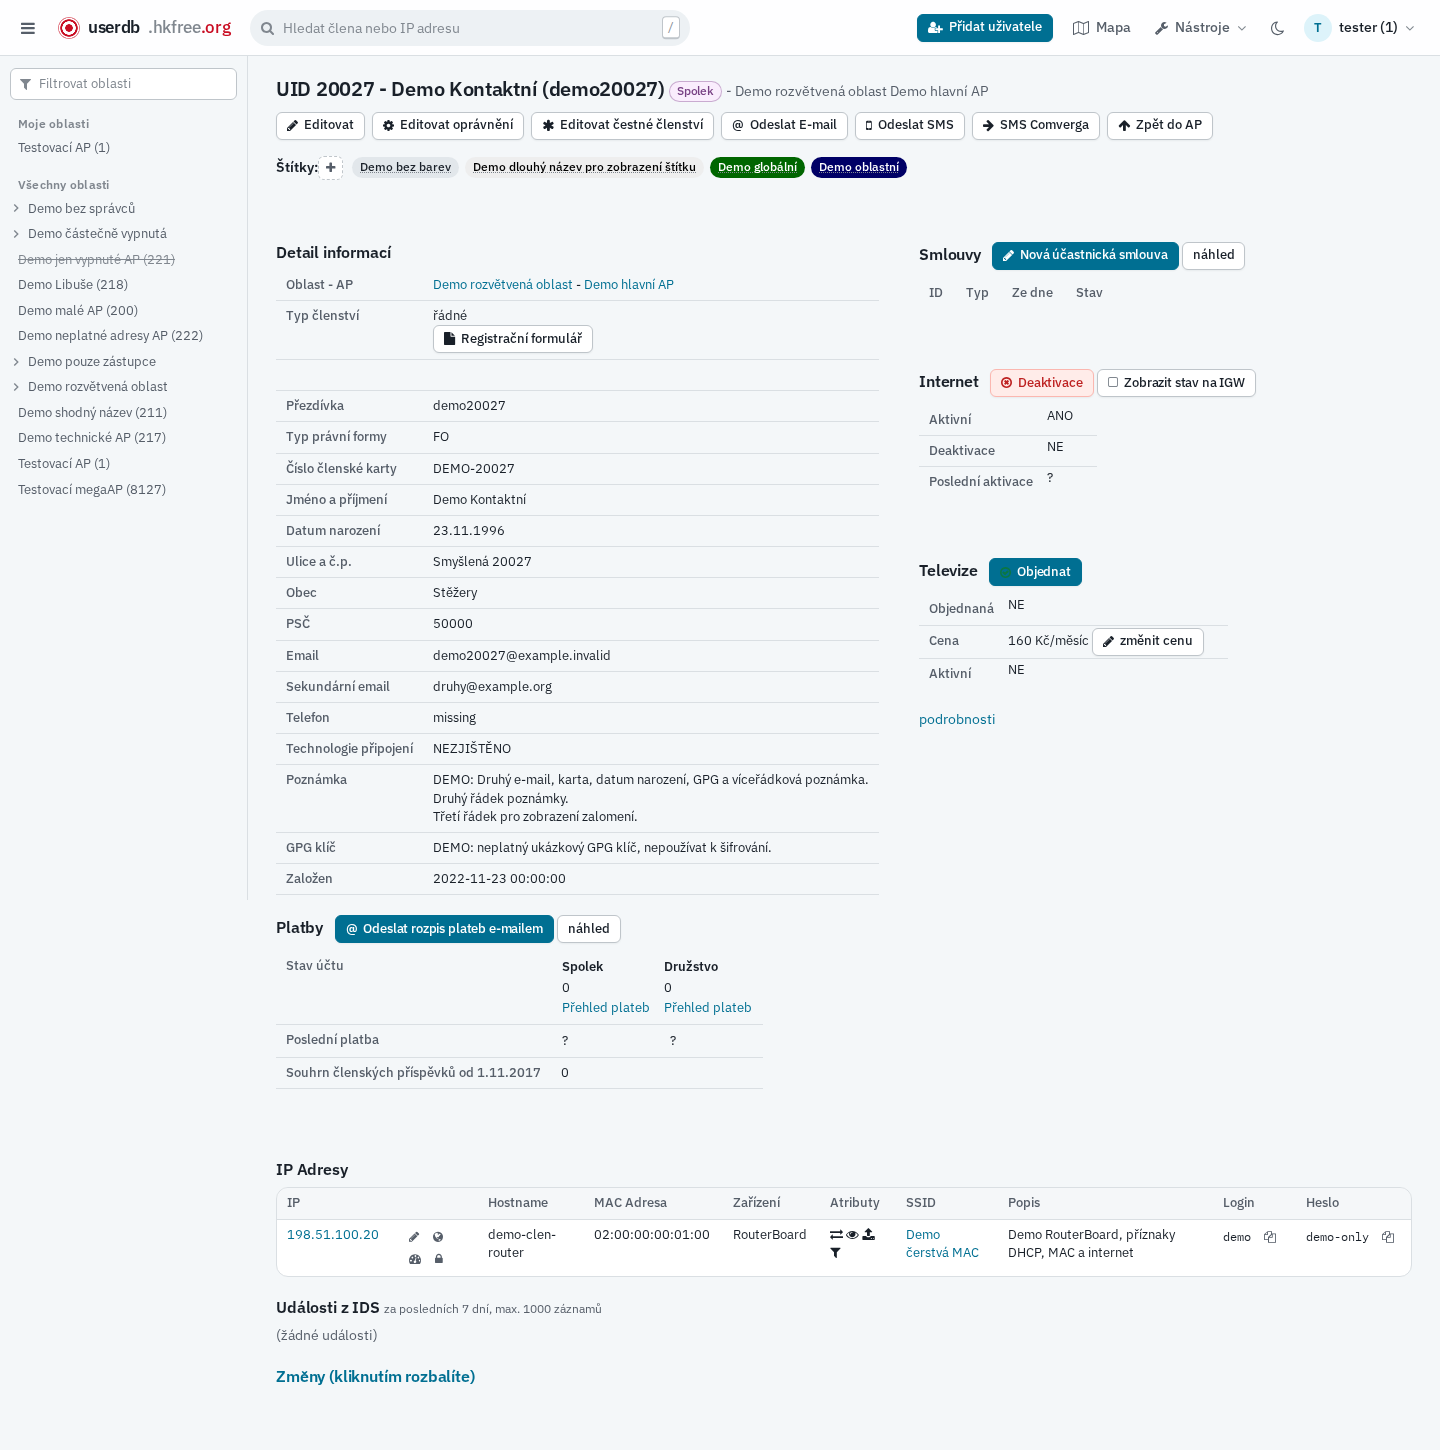 userdb .hkfree.org
Hledat člena nebo IP adresu /
Přidat uživatele
Mapa
Nástroje
T tester (1)
Filtrovat oblasti
Moje oblasti
Testovací AP (1)
Všechny oblasti
Demo bez správců
Demo částečně vypnutá
Demo jen vypnuté AP (221)
Demo Libuše (218)
Demo malé AP (200)
Demo neplatné adresy AP (222)
Demo pouze zástupce
Demo rozvětvená oblast
Demo shodný název (211)
Demo technické AP (217)
Testovací AP (1)
Testovací megaAP (8127)
UID 20027 - Demo Kontaktní (demo20027) Spolek - Demo rozvětvená oblast Demo hlavní AP
Editovat
Editovat oprávnění
Editovat čestné členství
@ Odeslat E-mail
Odeslat SMS
SMS Comverga
Zpět do AP
Štítky: + Demo bez barev Demo dlouhý název pro zobrazení štítku Demo globální Demo oblastní
Detail informací
Oblast - AP Demo rozvětvená oblast - Demo hlavní AP
Typ členství řádné
Registrační formulář
Přezdívka demo20027
Typ právní formy FO
Číslo členské karty DEMO-20027
Jméno a příjmení Demo Kontaktní
Datum narození 23.11.1996
Ulice a č.p. Smyšlená 20027
Obec Stěžery
PSČ 50000
Email demo20027@example.invalid
Sekundární email druhy@example.org
Telefon missing
Technologie připojení NEZJIŠTĚNO
Poznámka DEMO: Druhý e-mail, karta, datum narození, GPG a víceřádková poznámka.
Druhý řádek poznámky.
Třetí řádek pro zobrazení zalomení.
GPG klíč DEMO: neplatný ukázkový GPG klíč, nepoužívat k šifrování.
Založen 2022-11-23 00:00:00
Smlouvy Nová účastnická smlouva náhled
ID Typ Ze dne Stav
Internet Deaktivace Zobrazit stav na IGW
Aktivní ANO
Deaktivace NE
Poslední aktivace ?
Televize Objednat
Objednaná NE
Cena 160 Kč/měsíc změnit cenu
Aktivní NE
podrobnosti
Platby @ Odeslat rozpis plateb e-mailem náhled
Stav účtu Spolek Družstvo
0 0
Přehled plateb Přehled plateb
Poslední platba ? ?
Souhrn členských příspěvků od 1.11.2017 0
IP Adresy
IP Hostname MAC Adresa Zařízení Atributy SSID Popis Login Heslo
198.51.100.20 demo-clen- 02:00:00:00:01:00 RouterBoard Demo Demo RouterBoard, příznaky demo demo-only
router čerstvá MAC DHCP, MAC a internet
Události z IDS za posledních 7 dní, max. 1000 záznamů
(žádné události)
Změny (kliknutím rozbalíte)